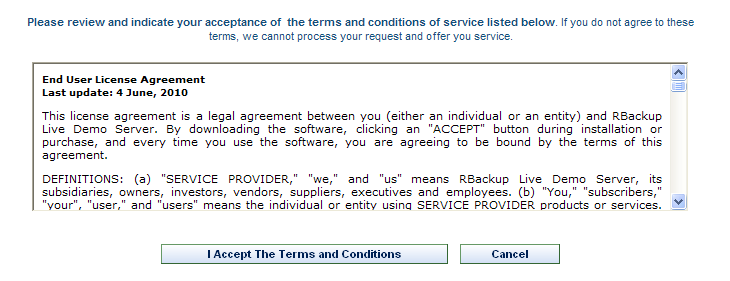 Please review and indicate your acceptance of the terms and conditions of service listed below. If you do not agree to these
terms, we cannot process your request and offer you service.
End User License Agreement
Last update: 4 June, 2010
This license agreement is a legal agreement between you (either an individual or an entity) and RBackup
Live Demo Server. By downloading the software, clicking an "ACCEPT" button during installation or
purchase, and every time you use the software, you are agreeing to be bound by the terms of this
agreement.
DEFINITIONS: (a) "SERVICE PROVIDER," "we," and "us" means RBackup Live Demo Server, its
subsidiaries, owners, investors, vendors, suppliers, executives and employees. (b) "You," "subscribers,"
"your", "user," and "users" means the individual or entity using SERVICE PROVIDER products or services.
I Accept The Terms and Conditions
Cancel